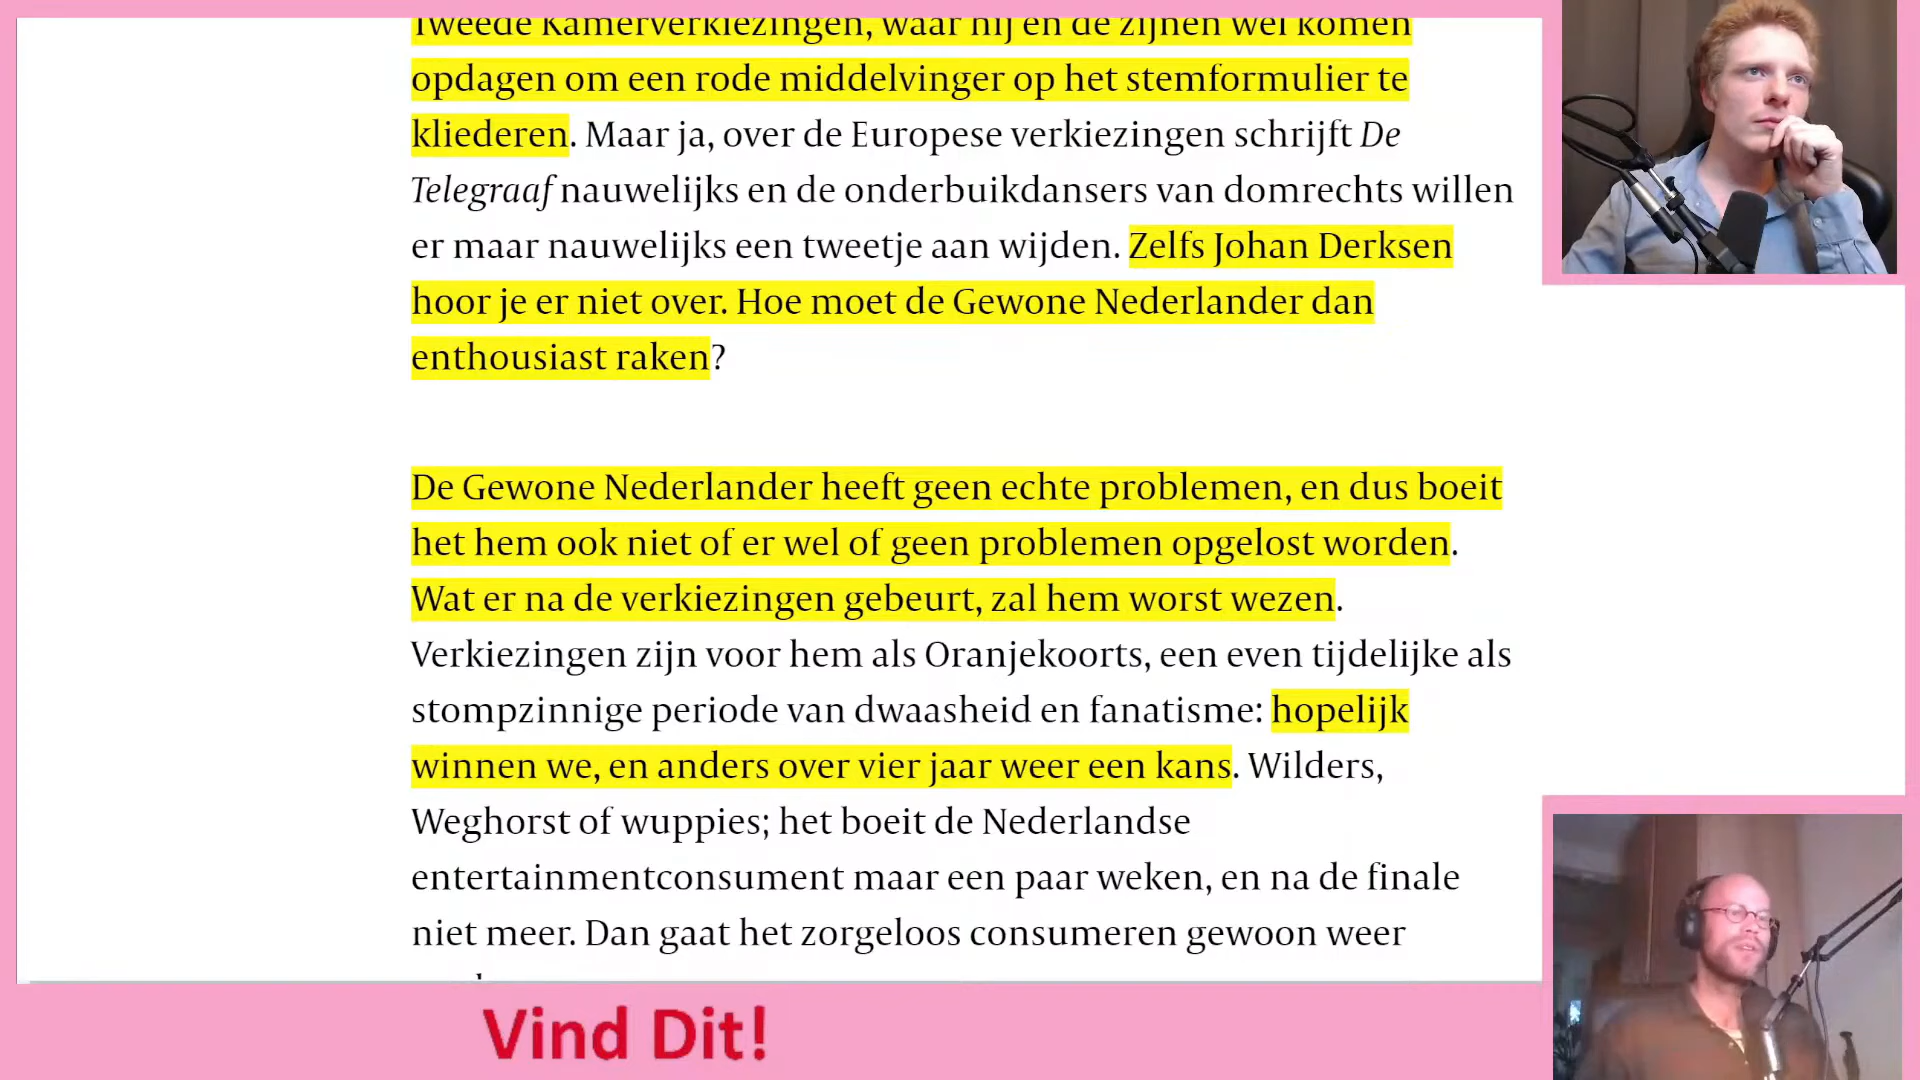 Tweede Kamerverkiezingen, waar hij en de zijnen wel komen
opdagen om een rode middelvinger op het stemformulier te
kliederen. Maar ja, over de Europese verkiezingen schrijft De
Telegraaf nauwelijks en de onderbuikdansers van domrechts willen
er maar nauwelijks een tweetje aan wijden. Zelfs Johan Derksen
hoor je er niet over. Hoe moet de Gewone Nederlander dan
enthousiast raken?
De Gewone Nederlander heeft geen echte problemen, en dus boeit
het hem ook niet of er wel of geen problemen opgelost worden.
Wat er na de verkiezingen gebeurt, zal hem worst wezen.
Verkiezingen zijn voor hem als Oranjekoorts, een even tijdelijke als
stompzinnige periode van dwaasheid en fanatisme: hopelijk
winnen we, en anders over vier jaar weer een kans. Wilders,
Weghorst of wuppies; het boeit de Nederlandse
entertainmentconsument maar een paar weken, en na de finale
niet meer. Dan gaat het zorgeloos consumeren gewoon weer
Vind Dit!